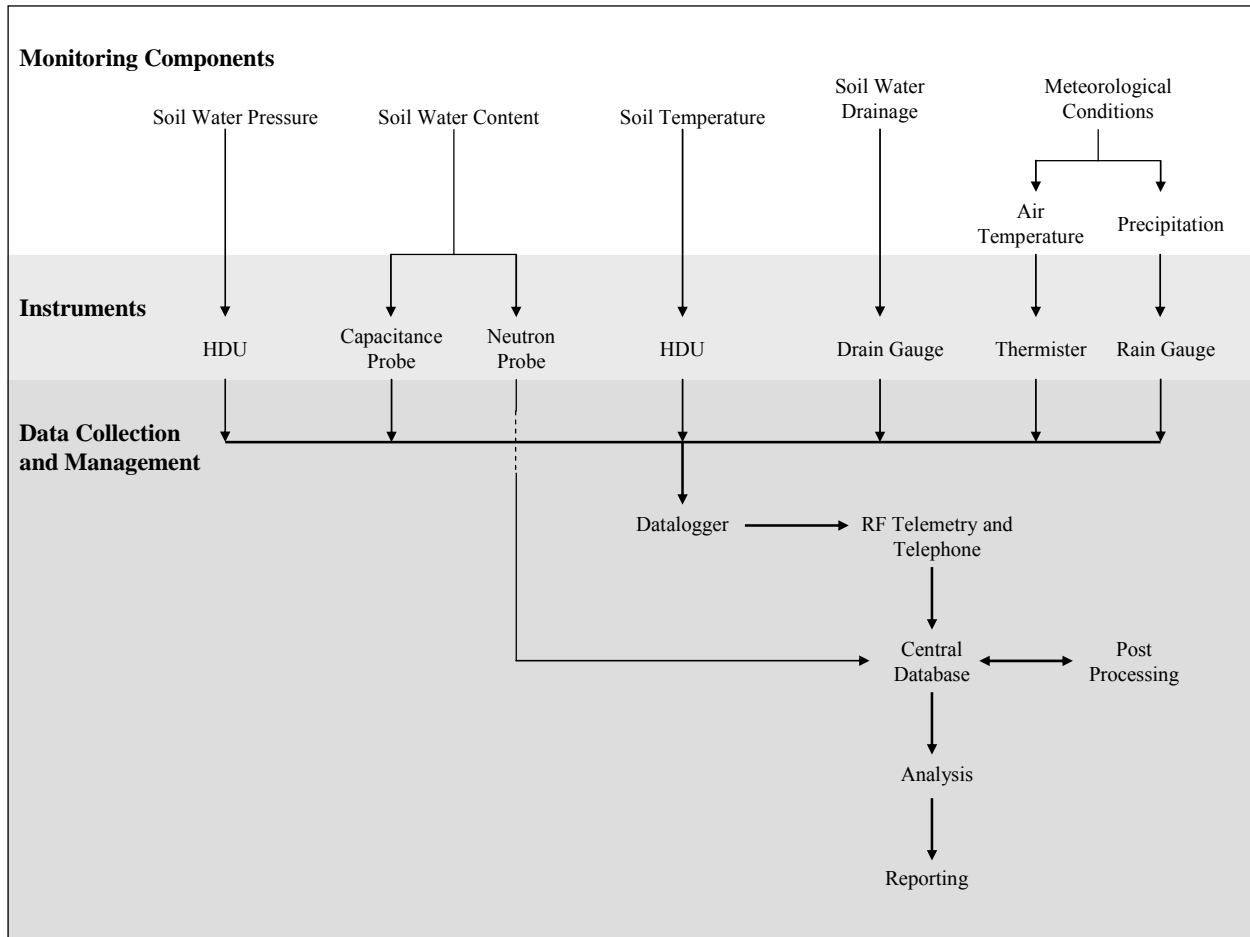 Monitoring Components
Soil Water Pressure
Soil Water Content
Soil Temperature
Soil Water
Drainage
Meteorological
Conditions
Air
Temperature
Precipitation
Instruments
HDU
Capacitance
Probe
Neutron
Probe
HDU
Drain Gauge
Thermister
Rain Gauge
Data Collection
and Management
Datalogger
RF Telemetry and
Telephone
Central
Database
Post
Processing
Analysis
Reporting